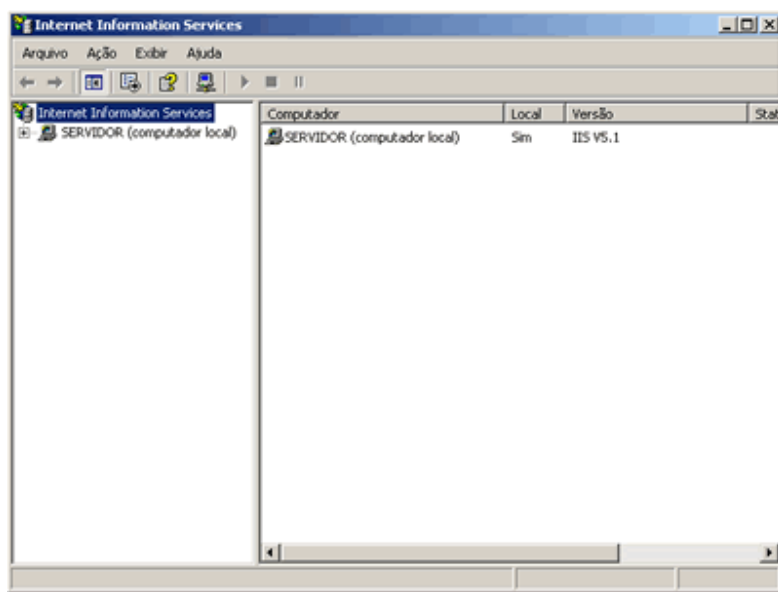 Internet Information Services
Arquivo Ação Exibir Ajuda
Internet Information Services
SERVIDOR (computador local)
Computador Local Versão Stat
SERVIDOR (computador local) Sim IIS V5.1